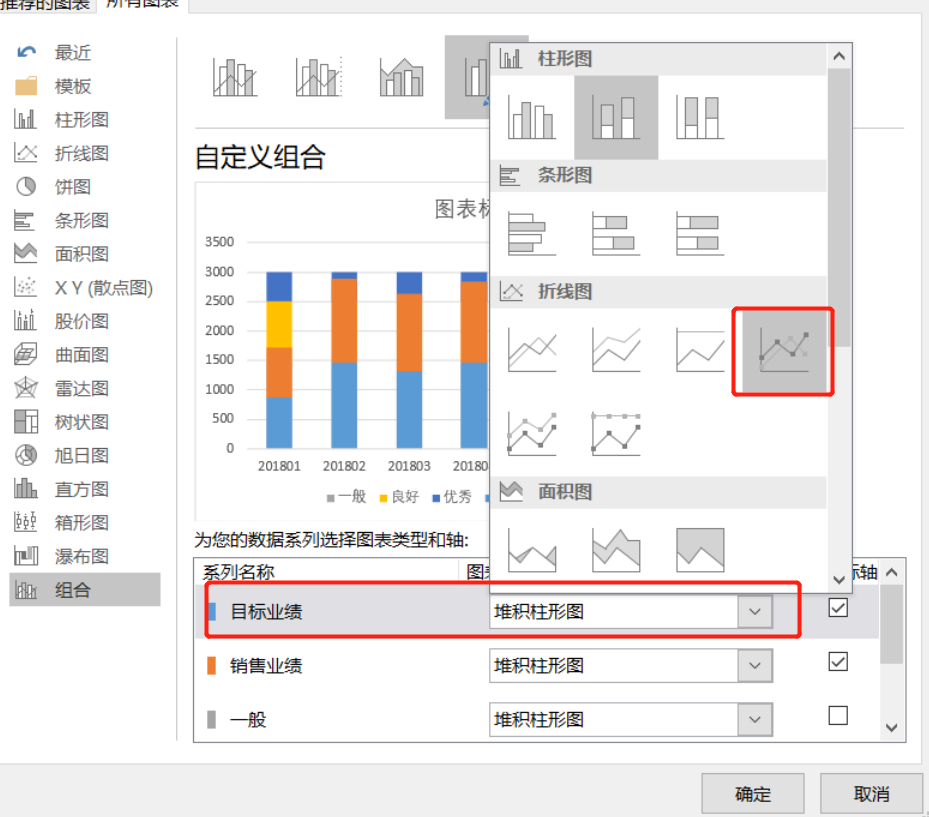 推荐的图表 所有图表
最近
模板
柱形图
折线图
饼图
条形图
面积图
X Y (散点图)
股价图
曲面图
雷达图
树状图
旭日图
直方图
箱形图
瀑布图
组合
自定义组合
图表标
3500
3000
2500
2000
1500
1000
500
0
201801 201802 201803 20180
一般 良好 优秀
柱形图
条形图
折线图
面积图
为您的数据系列选择图表类型和轴:
系列名称 图表 标轴
目标业绩 堆积柱形图
销售业绩 堆积柱形图
一般 堆积柱形图
确定 取消